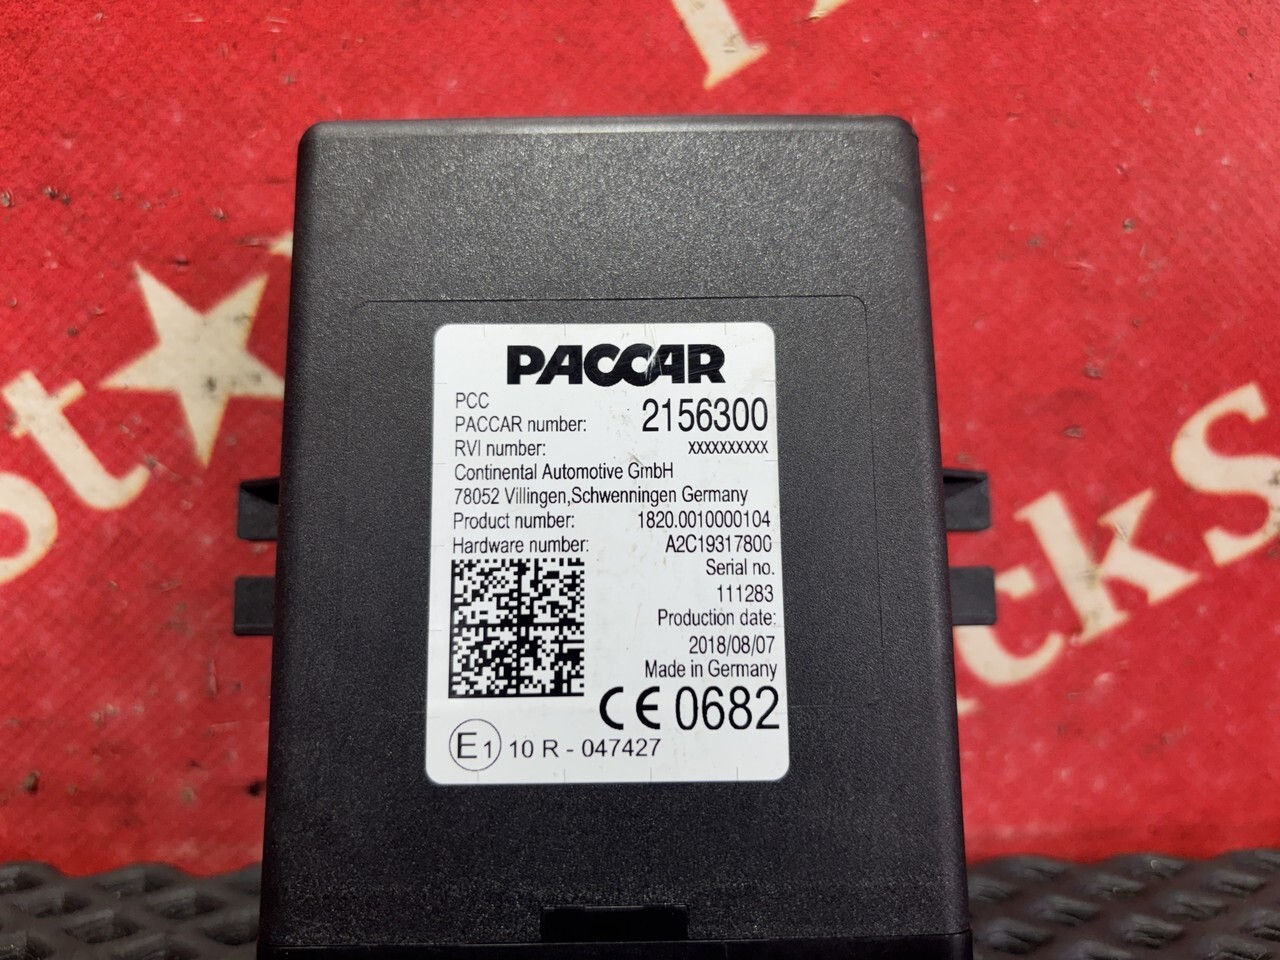 PACCAR
PCC
PACCAR number: 2156300
RVI number: xxxxxxxxxx
Continental Automotive GmbH
78052 Villingen,Schwenningen Germany
Product number: 1820.0010000104
Hardware number: A2C19317800
Serial no.
111283
Production date:
2018/08/07
Made in Germany
CE 0682
E1 10 R - 047427